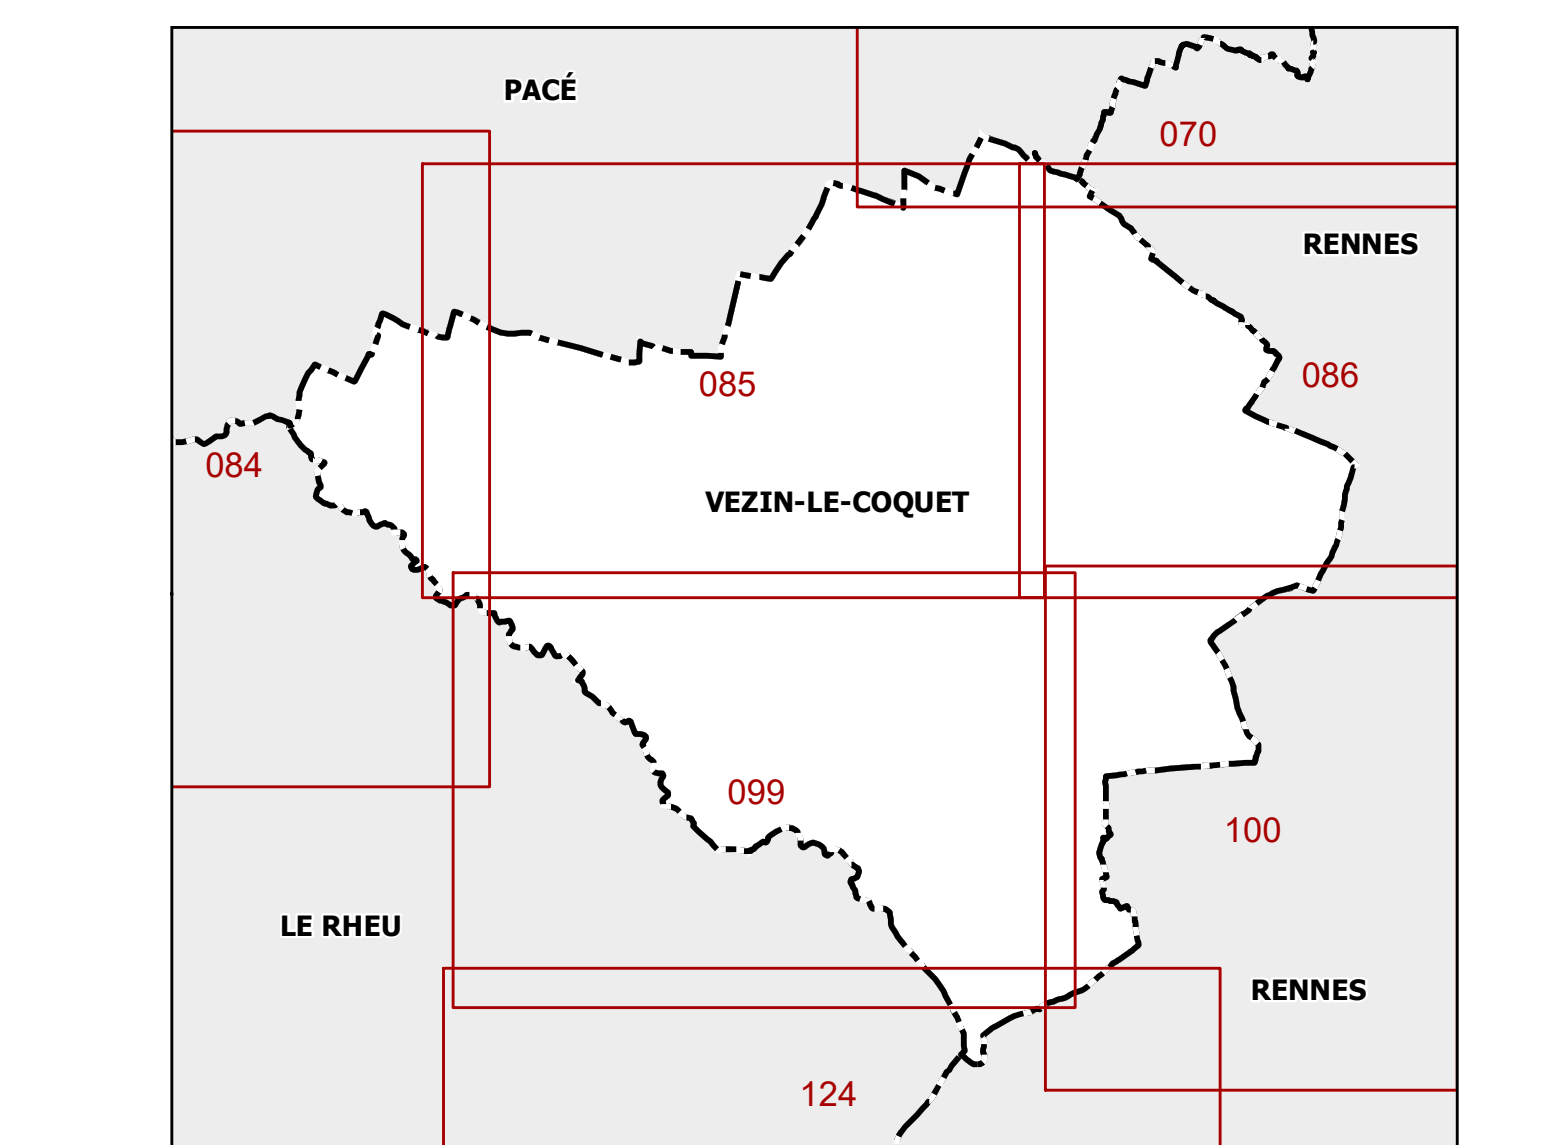 PACÉ
070
RENNES
086
085
084
VEZIN-LE-COQUET
099
100
LE RHEU
RENNES
124